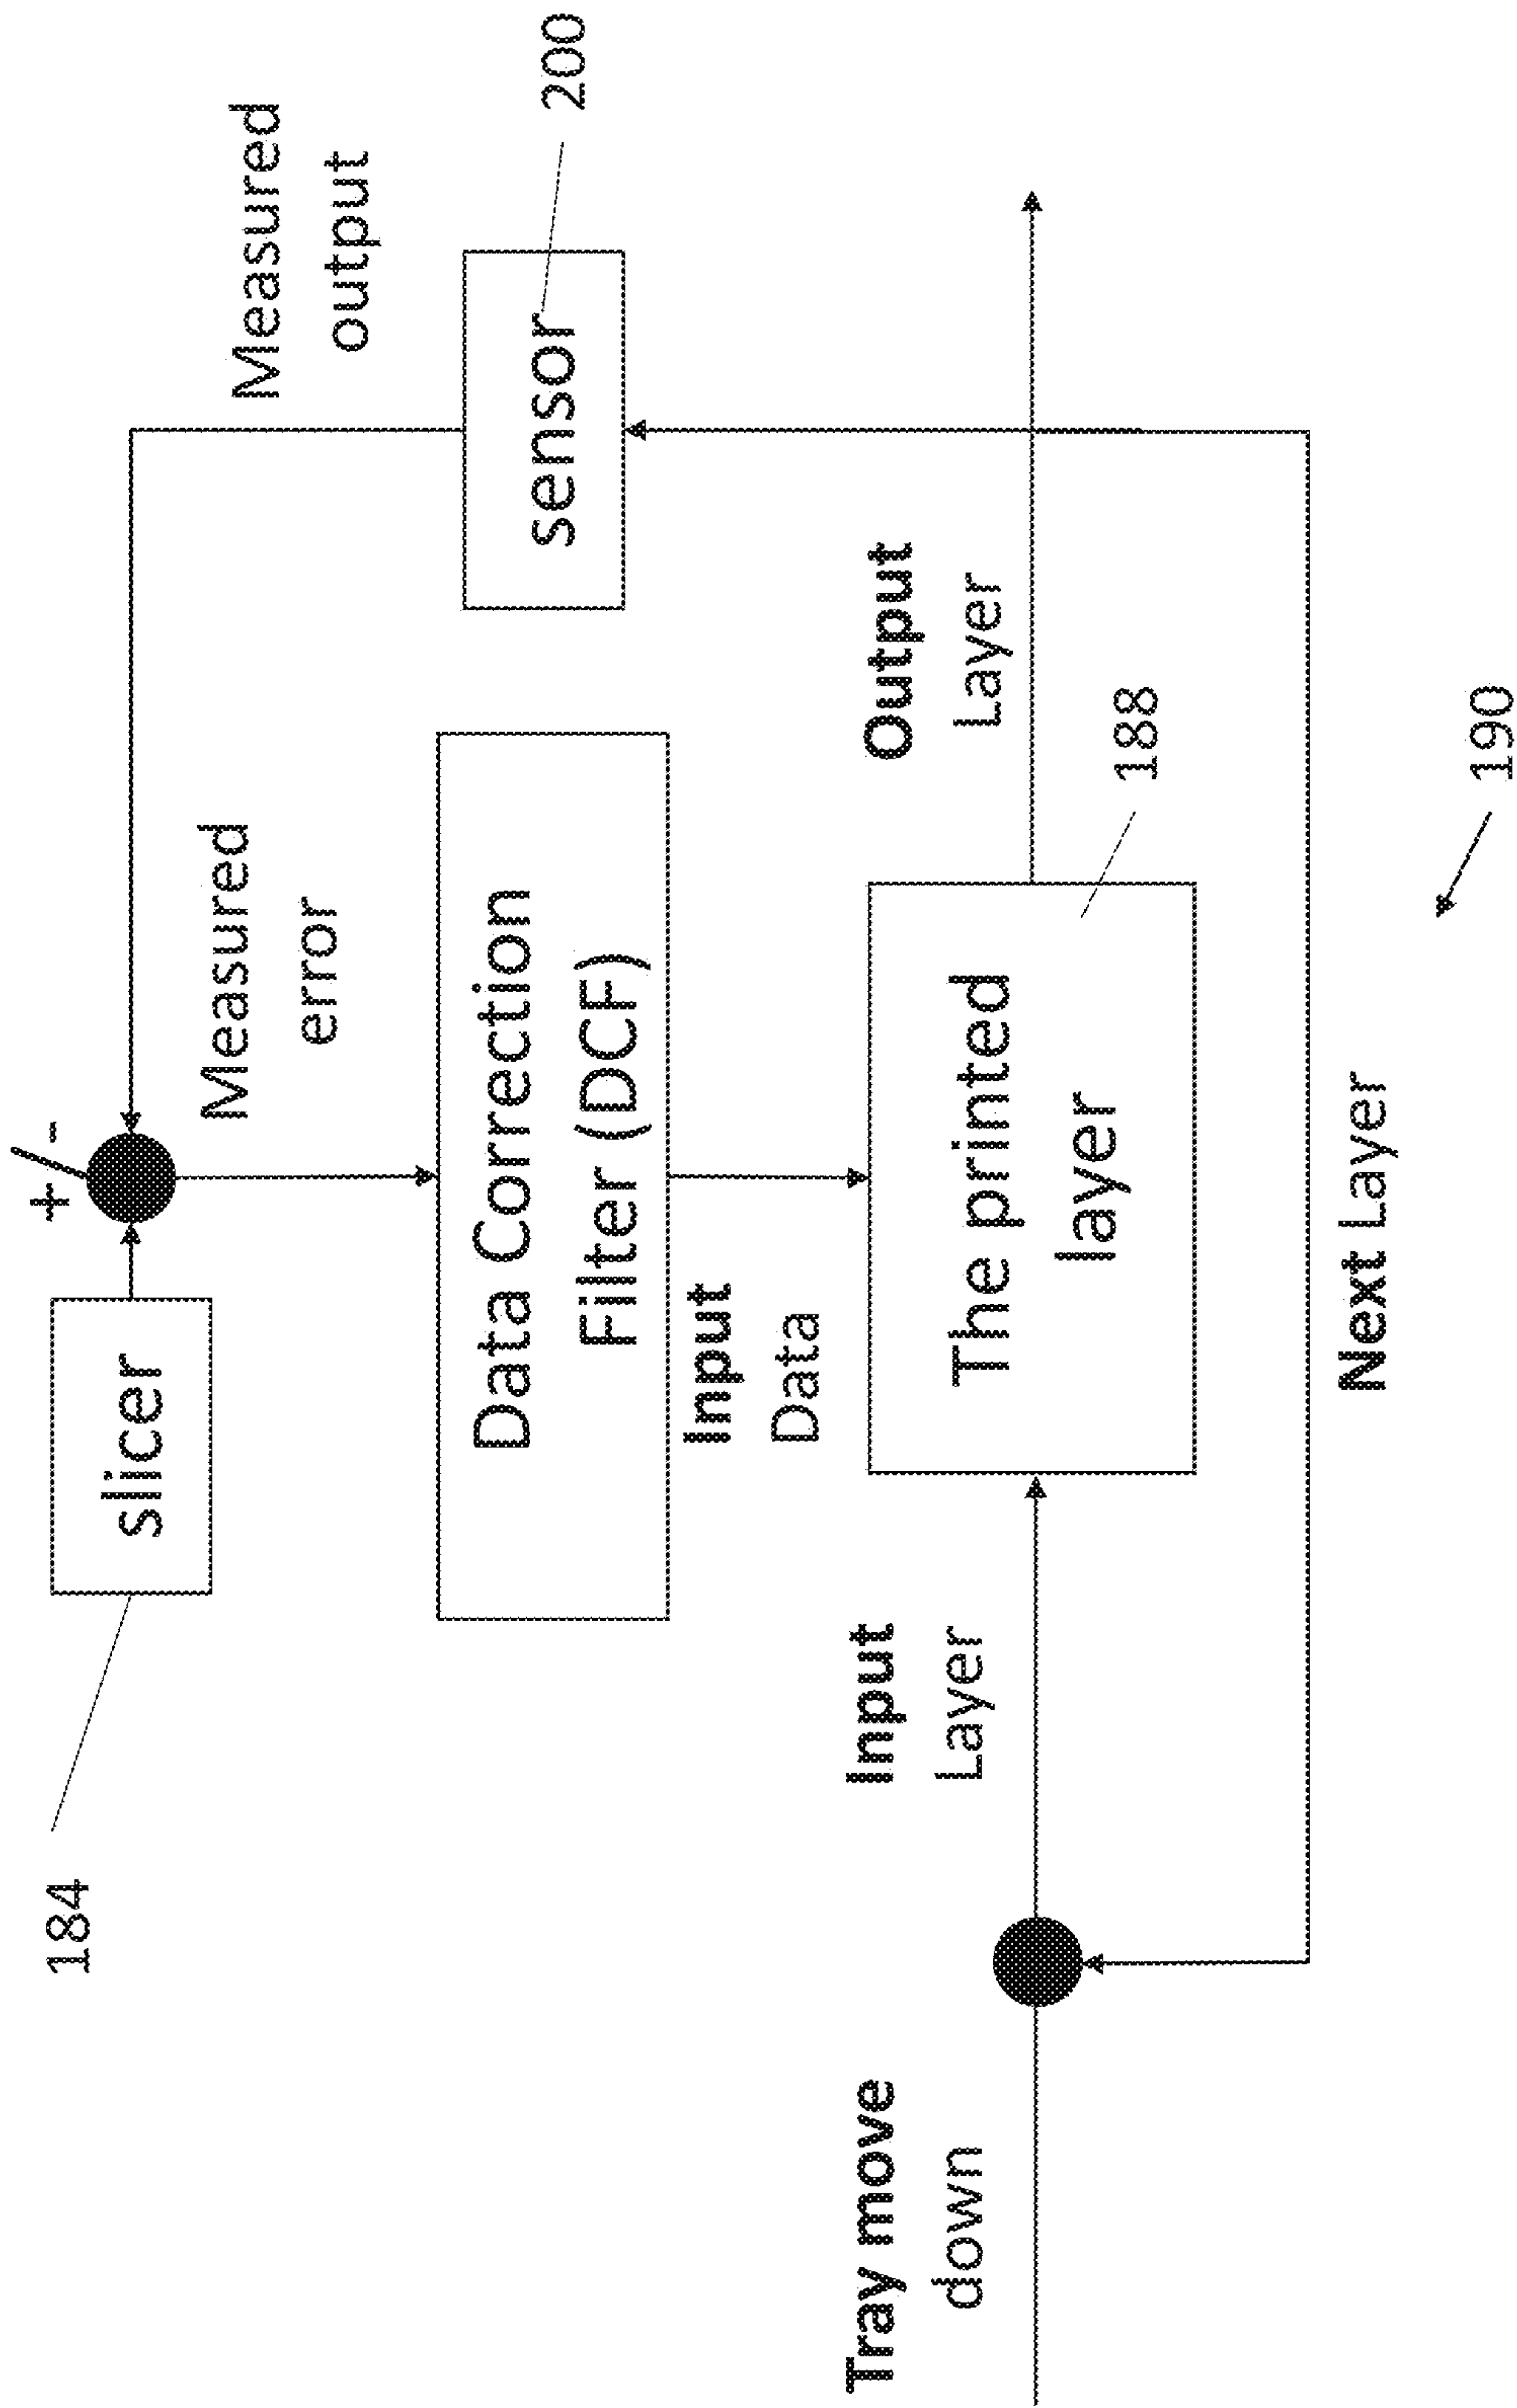 184
slicer
+ / -
Measured
output
Measured
error
Data Correction
Filter (DCF)
sensor
200
Input
Data
Tray move
down
Input
Layer
The printed
layer
Output
Layer
188
Next Layer
190